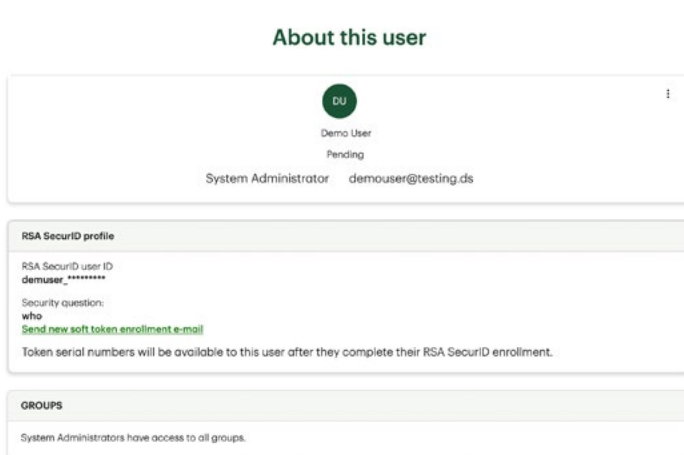 About this user
DU
Demo User
Pending
System Administrator demouser@testing.ds
RSA SecurID profile
RSA SecurID user ID
demuser_*********
Security question:
who
Send new soft token enrollment e-mail
Token serial numbers will be available to this user after they complete their RSA SecurID enrollment.
GROUPS
System Administrators have access to all groups.